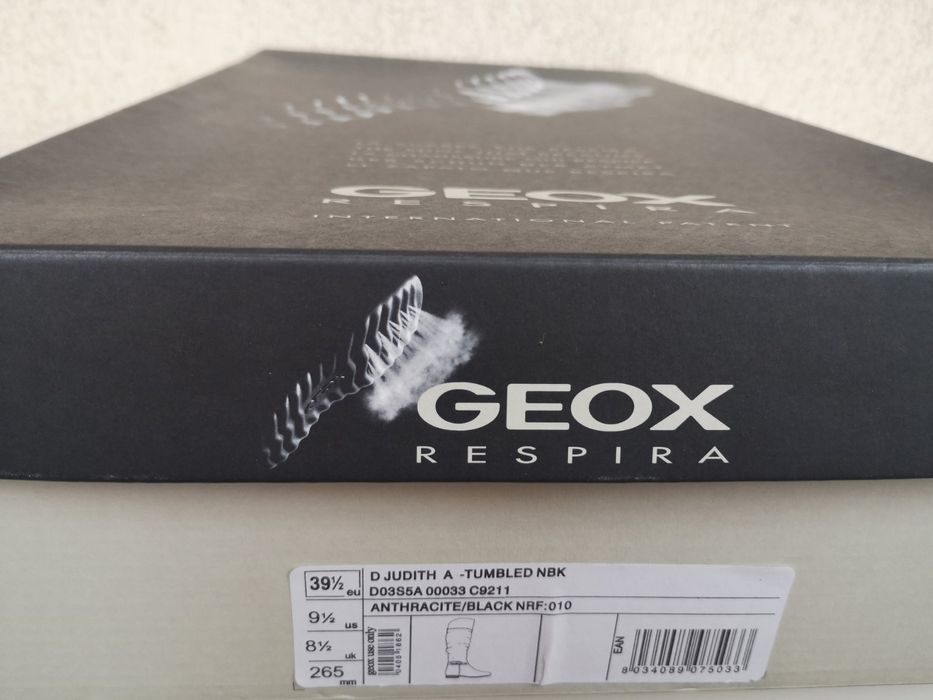 GEOX
RESPIRA
INTERNATIONAL PATENT
GEOX
RESPIRA
39½ eu
D JUDITH A -TUMBLED NBK
D03S5A 00033 C9211
ANTHRACITE/BLACK NRF:010
9½ us
8½ uk
265 mm
geox use only
EAN
8 034089 075033